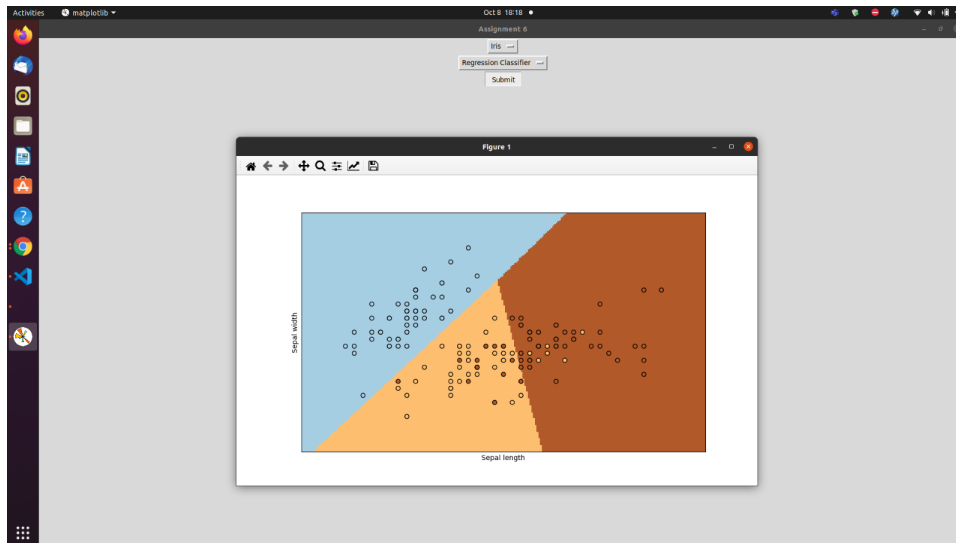 Activities matplotlib Oct 8 18:18
Assignment 6
Iris
Regression Classifier
Submit
Figure 1
Sepal width
Sepal length